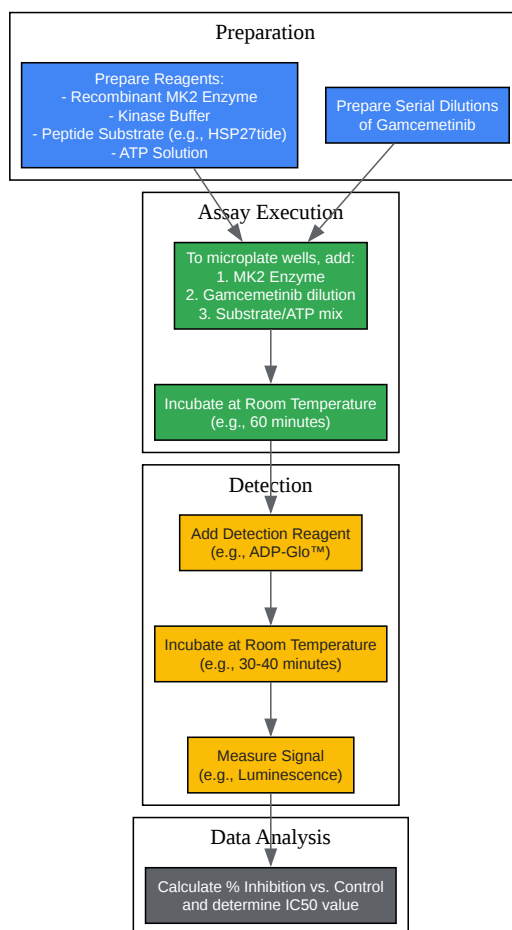 Preparation
Prepare Reagents:
- Recombinant MK2 Enzyme
- Kinase Buffer
- Peptide Substrate (e.g., HSP27tide)
- ATP Solution
Prepare Serial Dilutions
of Gamcemetinib
Assay Execution
To microplate wells, add:
1. MK2 Enzyme
2. Gamcemetinib dilution
3. Substrate/ATP mix
Incubate at Room Temperature
(e.g., 60 minutes)
Detection
Add Detection Reagent
(e.g., ADP-Glo™)
Incubate at Room Temperature
(e.g., 30-40 minutes)
Measure Signal
(e.g., Luminescence)
Data Analysis
Calculate % Inhibition vs. Control
and determine IC50 value